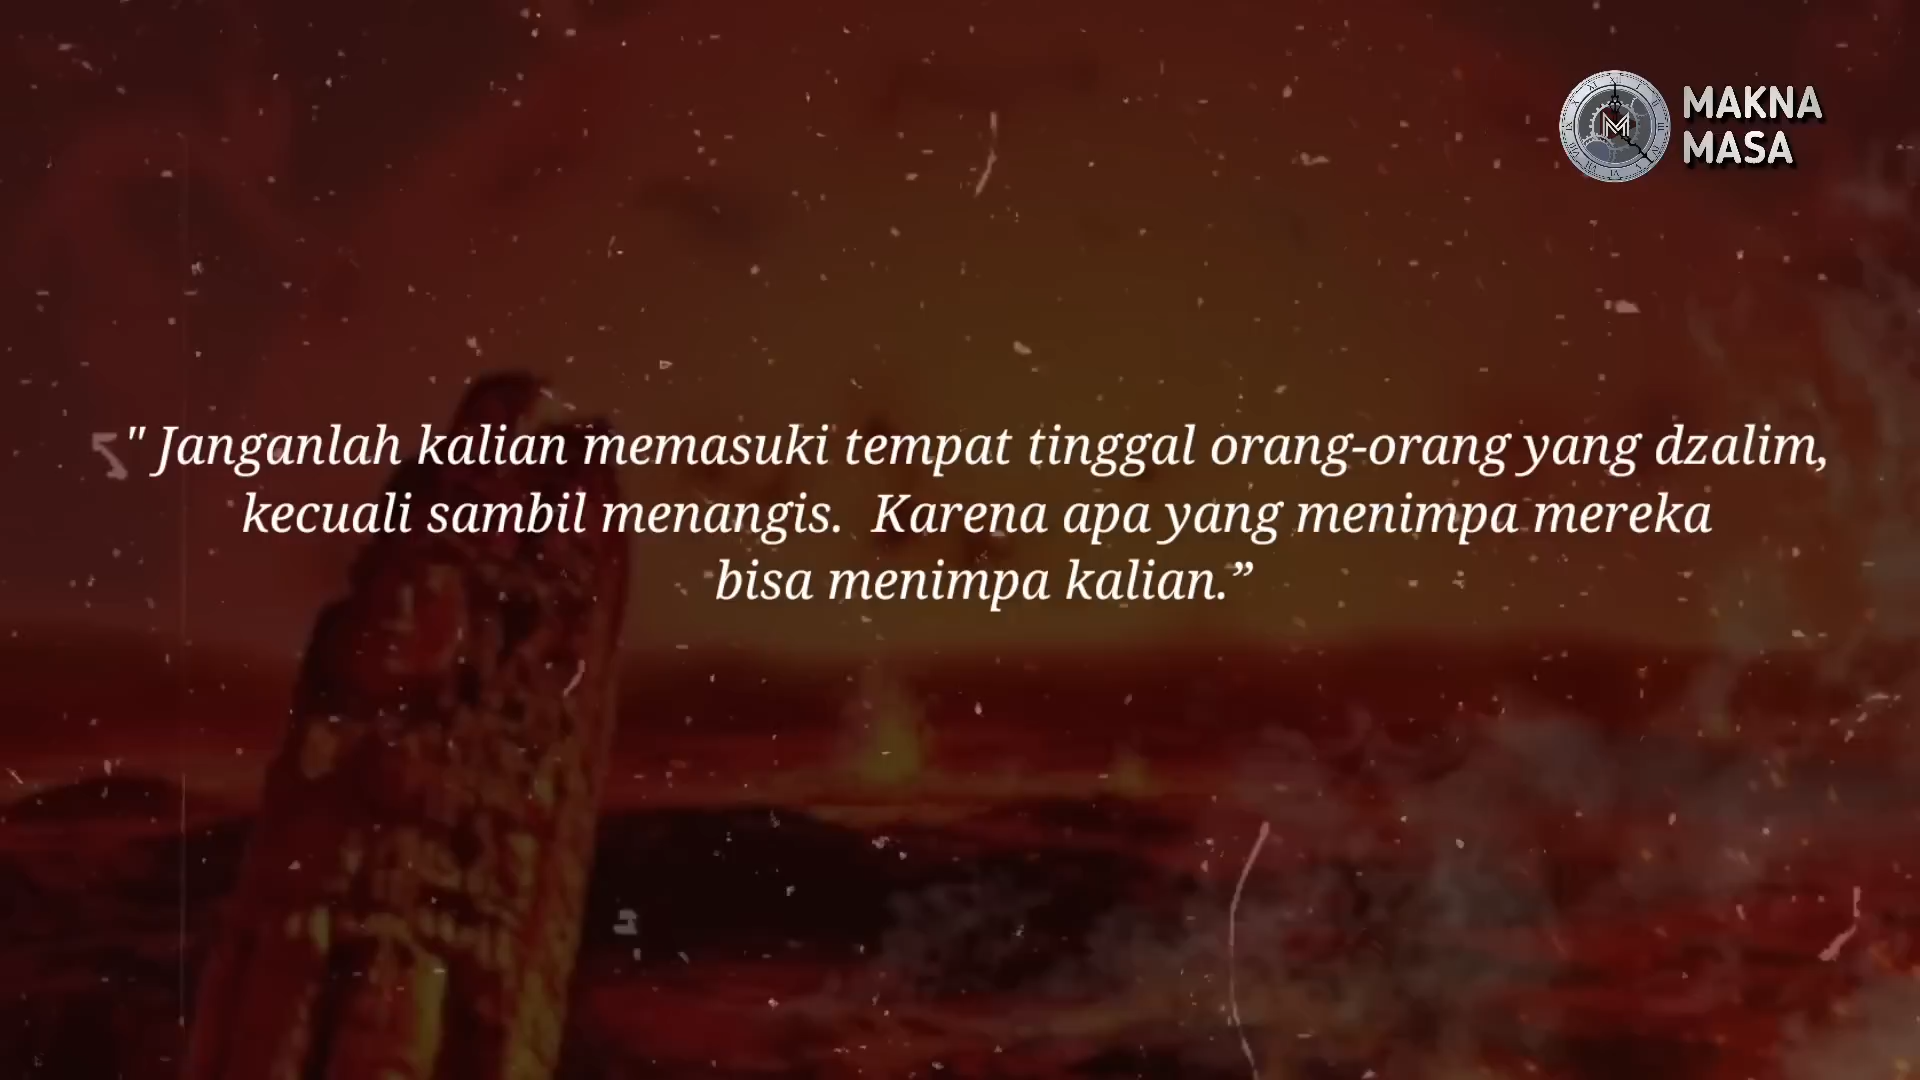 MAKNA
MASA
" Janganlah kalian memasuki tempat tinggal orang-orang yang dzalim,
kecuali sambil menangis.  Karena apa yang menimpa mereka
bisa menimpa kalian.”